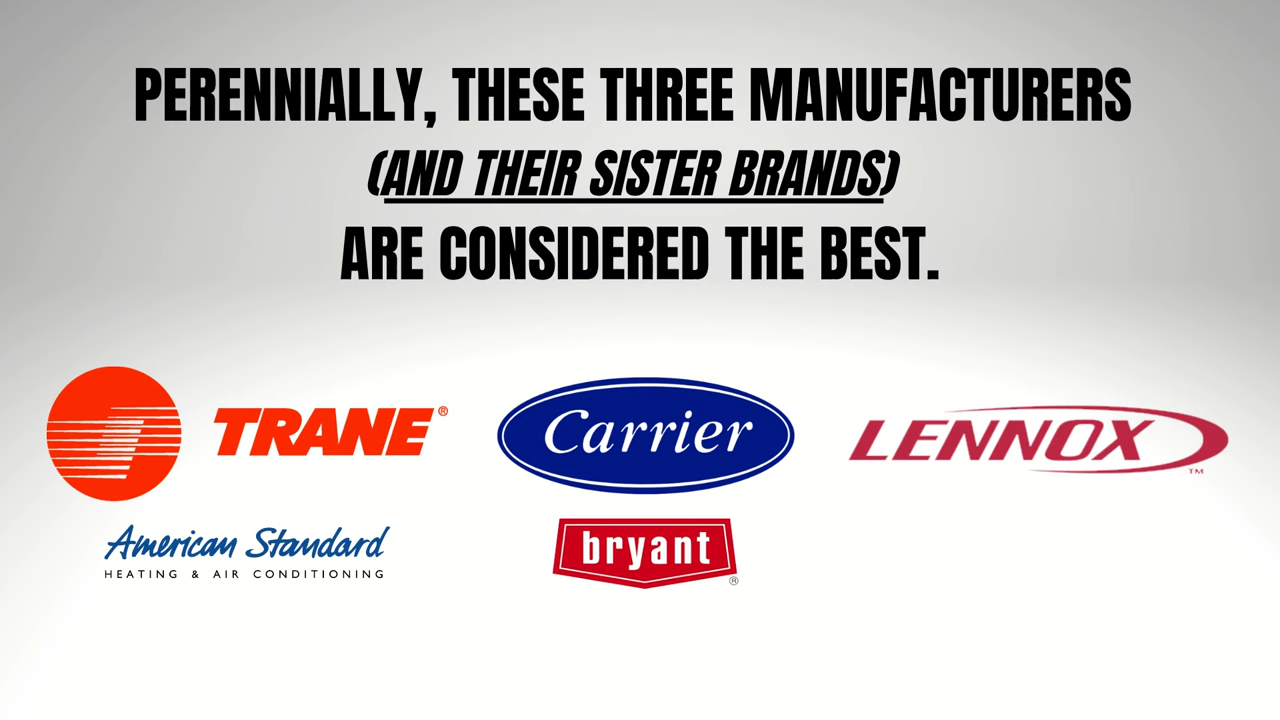 PERENNIALLY, THESE THREE MANUFACTURERS
(AND THEIR SISTER BRANDS)
ARE CONSIDERED THE BEST.
TRANE®
Carrier
LENNOX™
American Standard
HEATING & AIR CONDITIONING
bryant®